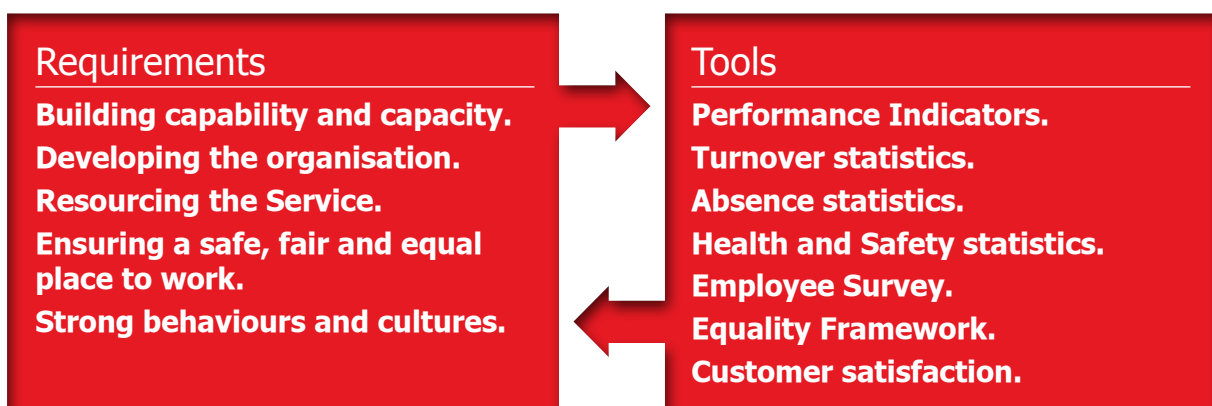 Requirements
Building capability and capacity.
Developing the organisation.
Resourcing the Service.
Ensuring a safe, fair and equal
place to work.
Strong behaviours and cultures.
Tools
Performance Indicators.
Turnover statistics.
Absence statistics.
Health and Safety statistics.
Employee Survey.
Equality Framework.
Customer satisfaction.